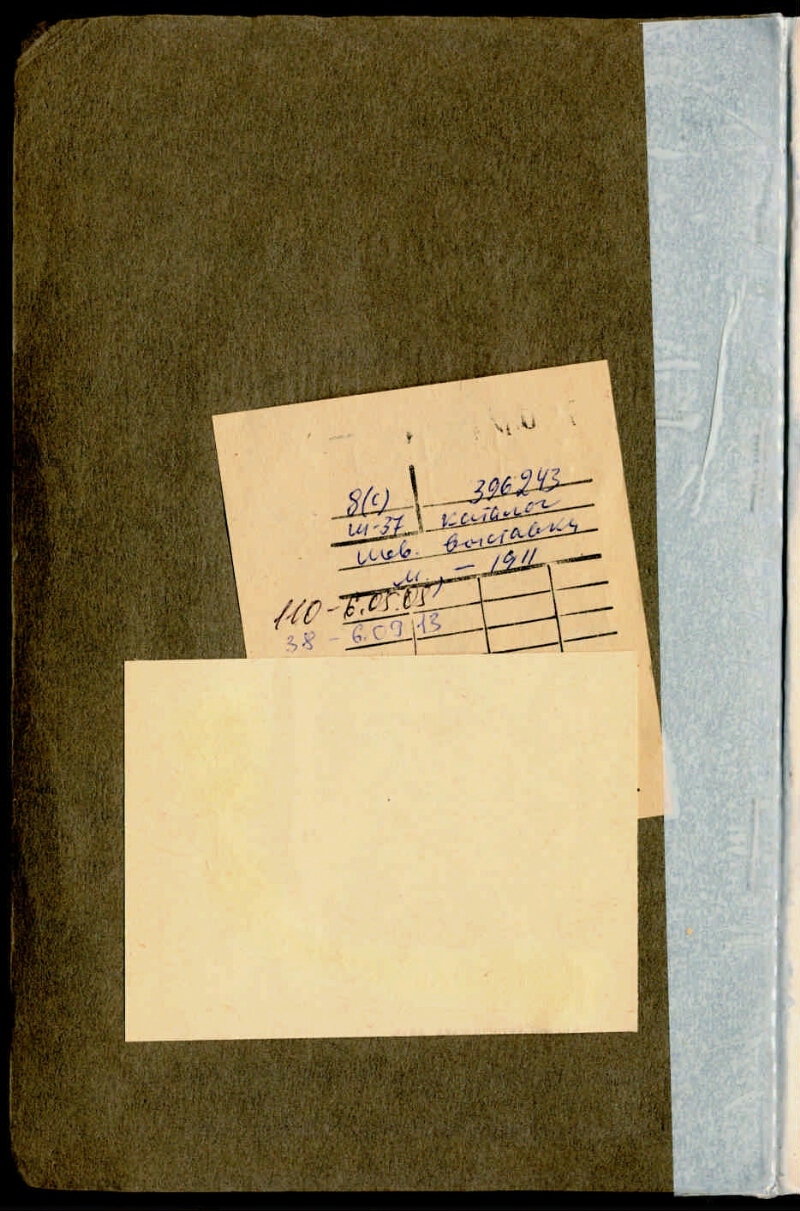 8(с) 396243
Ш-37 каталог
Шев. выставки
М. - 1911
110 - 6.05.05
38 - 6.09 13